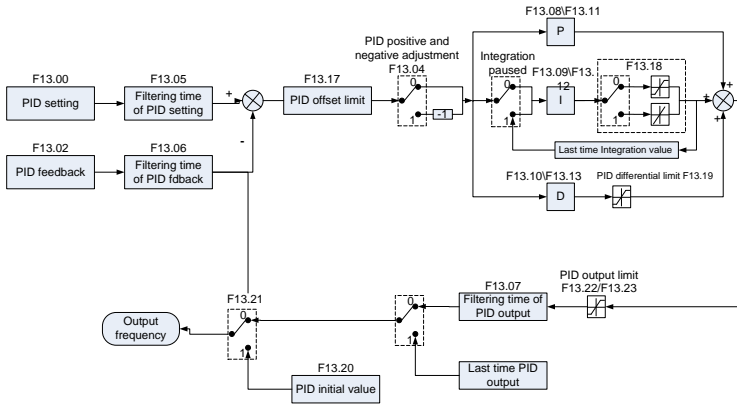 F13.08\F13.11
P
PID positive and
negative adjustment
F13.04
0
1
-1
Integration
paused
0
1
F13.09\F13.
12
I
F13.18
0
1
F13.00
PID setting
F13.05
Filtering time
of PID setting
+
-
F13.17
PID offset limit
Last time Integration value
+
+
+
F13.02
PID feedback
F13.06
Filtering time
of PID fdback
F13.10\F13.13
D
PID differential limit F13.19
PID output limit
F13.22/F13.23
F13.07
Filtering time of
PID output
0
1
Last time PID
output
F13.21
0
1
Output
frequency
F13.20
PID initial value